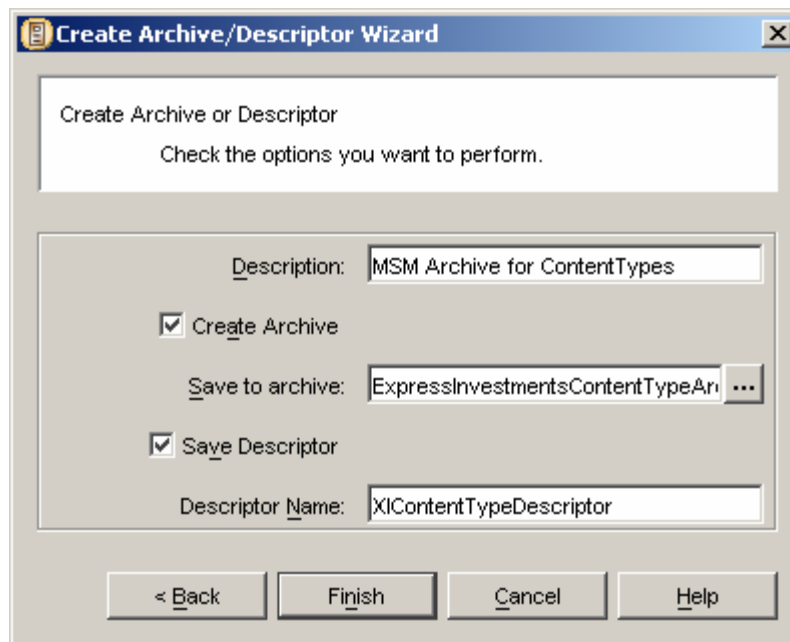 Create Archive/Descriptor Wizard
Create Archive or Descriptor
Check the options you want to perform.
Description: MSM Archive for ContentTypes
Create Archive
Save to archive: ExpressInvestmentsContentTypeAr ...
Save Descriptor
Descriptor Name: XIContentTypeDescriptor
< Back Finish Cancel Help